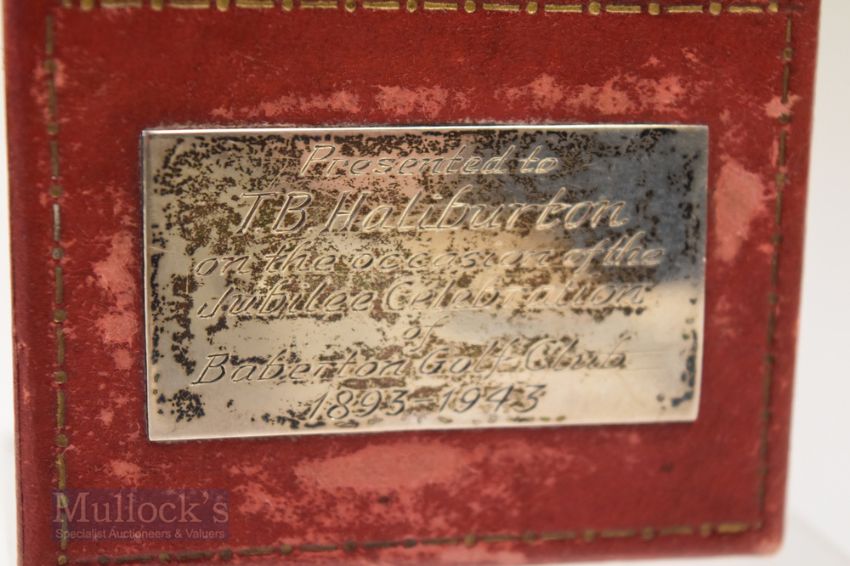 Presented to
T.B. Haliburton
on the occasion of the
Jubilee Celebration
of
Baberton Golf Club
1893-1943
Mullock's
Specialist Auctioneers & Valuers